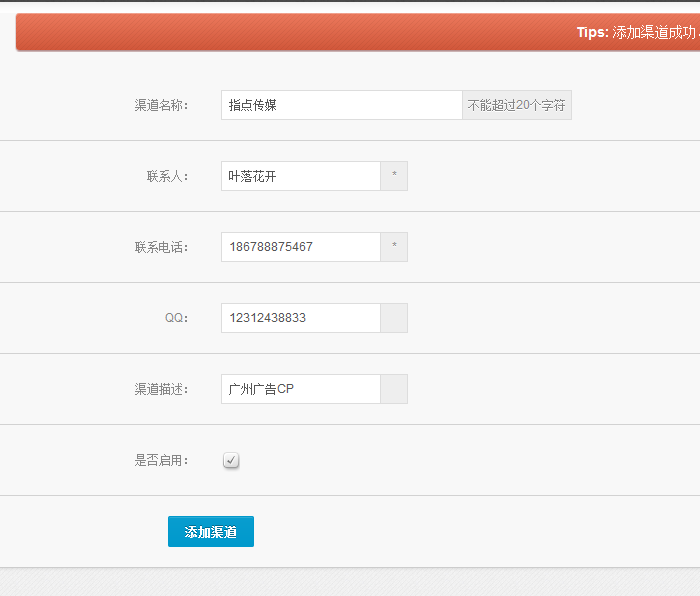 Tips: 添加渠道成功
渠道名称： 指点传媒 不能超过20个字符
联系人： 叶落花开 *
联系电话： 186788875467 *
QQ： 12312438833
渠道描述： 广州广告CP
是否启用：
添加渠道